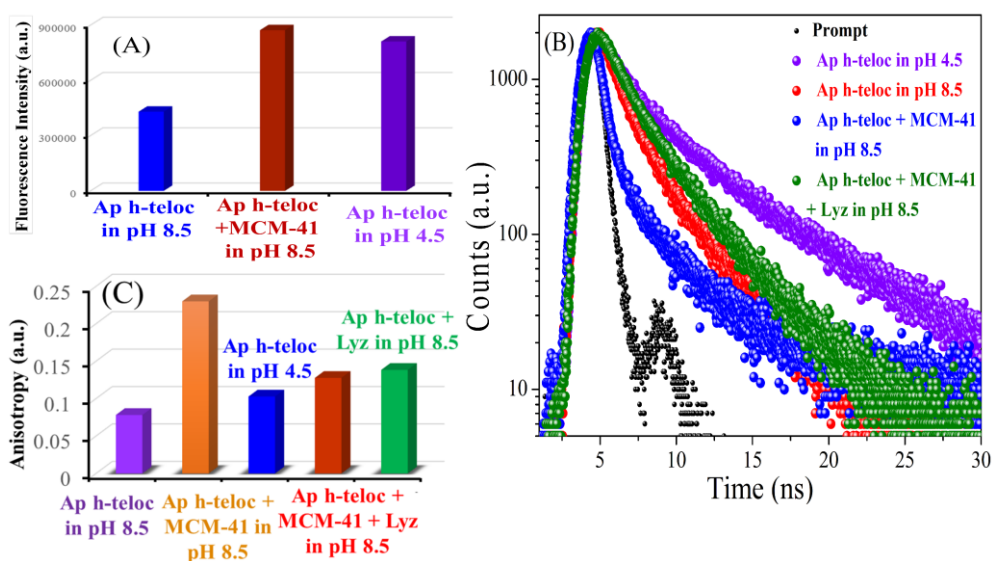 (A)
Fluorescence Intensity (a.u.)
900000
600000
300000
0
Ap h-teloc
in pH 8.5
Ap h-teloc
+MCM-41
in pH 8.5
Ap h-teloc
in pH 4.5
(B)
Prompt
Ap h-teloc in pH 4.5
Ap h-teloc in pH 8.5
Ap h-teloc + MCM-41
in pH 8.5
Ap h-teloc + MCM-41
+ Lyz in pH 8.5
Counts (a.u.)
1000
100
10
5
10
15
20
25
30
Time (ns)
(C)
Anisotropy (a.u.)
0.25
0.2
0.15
0.1
0.05
0
Ap h-teloc
in pH 4.5
Ap h-teloc +
Lyz in pH 8.5
Ap h-teloc
in pH 8.5
Ap h-teloc +
MCM-41 in
pH 8.5
Ap h-teloc +
MCM-41 + Lyz
in pH 8.5